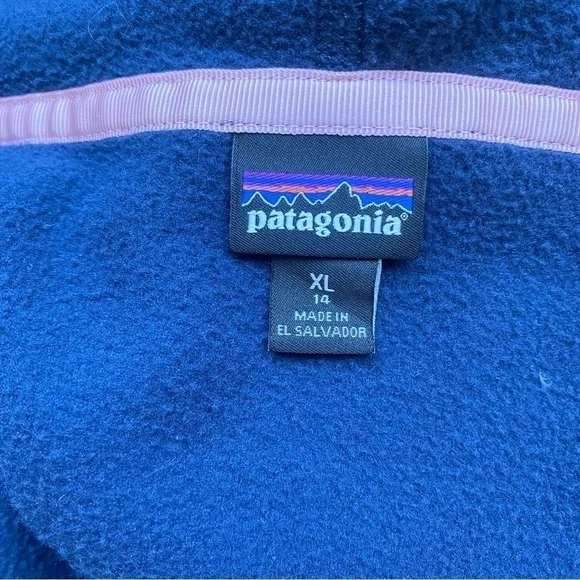 patagonia®
XL
14
MADE IN
EL SALVADOR